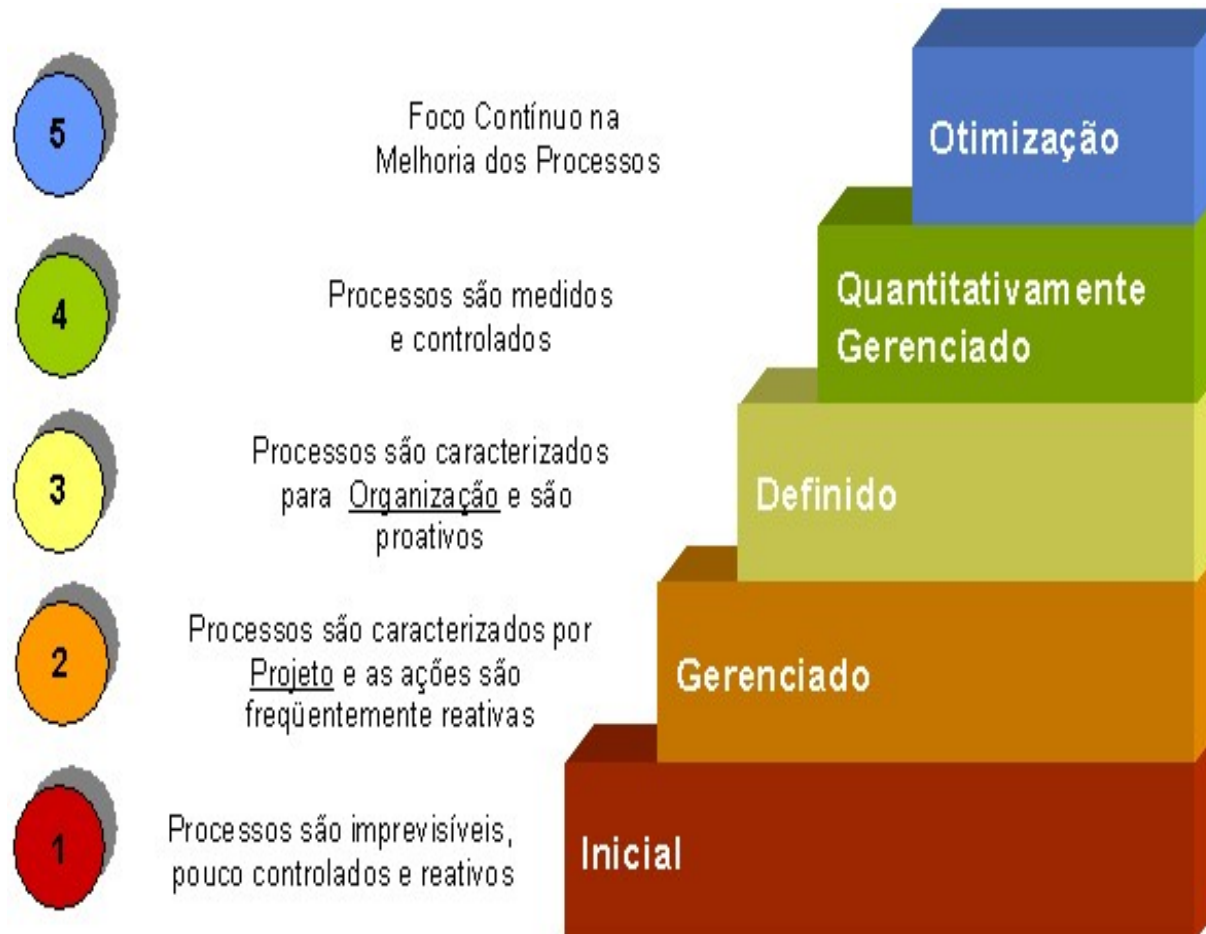 5
Foco Contínuo na
Melhoria dos Processos
Otimização
4
Processos são medidos
e controlados
Quantitativamente
Gerenciado
3
Processos são caracterizados
para Organização e são
proativos
Definido
2
Processos são caracterizados por
Projeto e as ações são
freqüentemente reativas
Gerenciado
1
Processos são imprevisíveis,
pouco controlados e reativos
Inicial